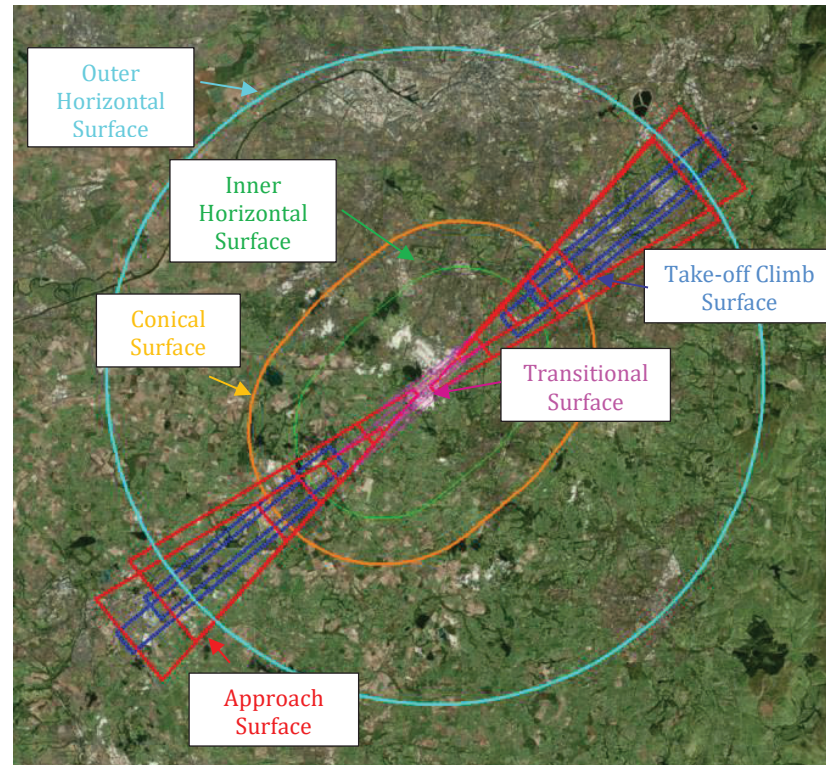 Outer
Horizontal
Surface
Inner
Horizontal
Surface
Take-off Climb
Surface
Conical
Surface
Transitional
Surface
Approach
Surface